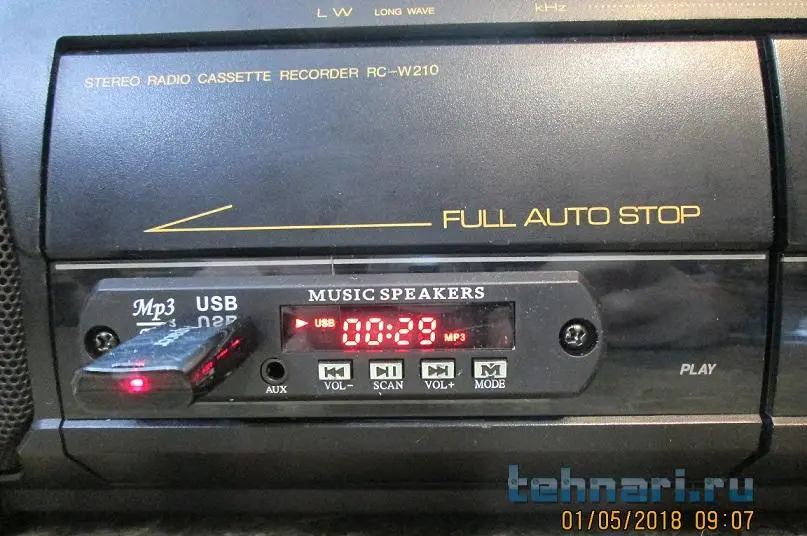 LW LONG WAVE kHz
STEREO RADIO CASSETTE RECORDER RC-W210
FULL AUTO STOP
MUSIC SPEAKERS
Mp3 USB
USB 00:29 MP3
AUX VOL- SCAN VOL+ M MODE
PLAY
tehnari.ru
01/05/2018 09:07